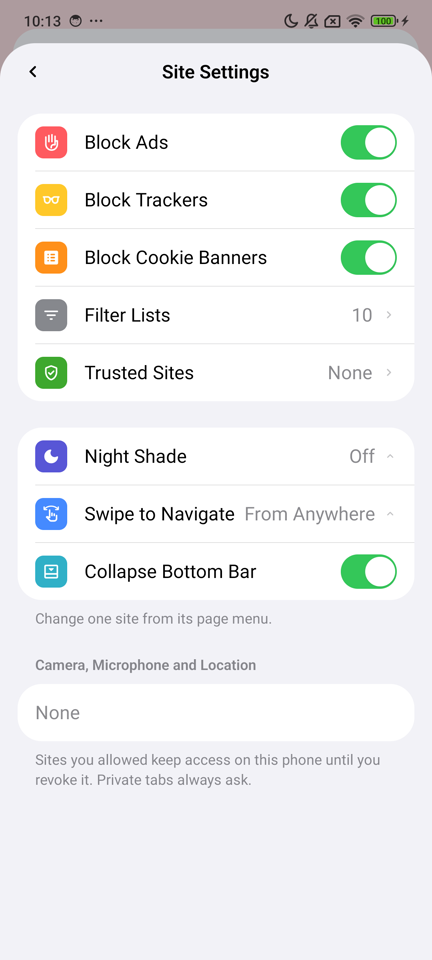 10:13
100
Site Settings
Block Ads
Block Trackers
Block Cookie Banners
Filter Lists 10
Trusted Sites None
Night Shade Off
Swipe to Navigate From Anywhere
Collapse Bottom Bar
Change one site from its page menu.
Camera, Microphone and Location
None
Sites you allowed keep access on this phone until you
revoke it. Private tabs always ask.